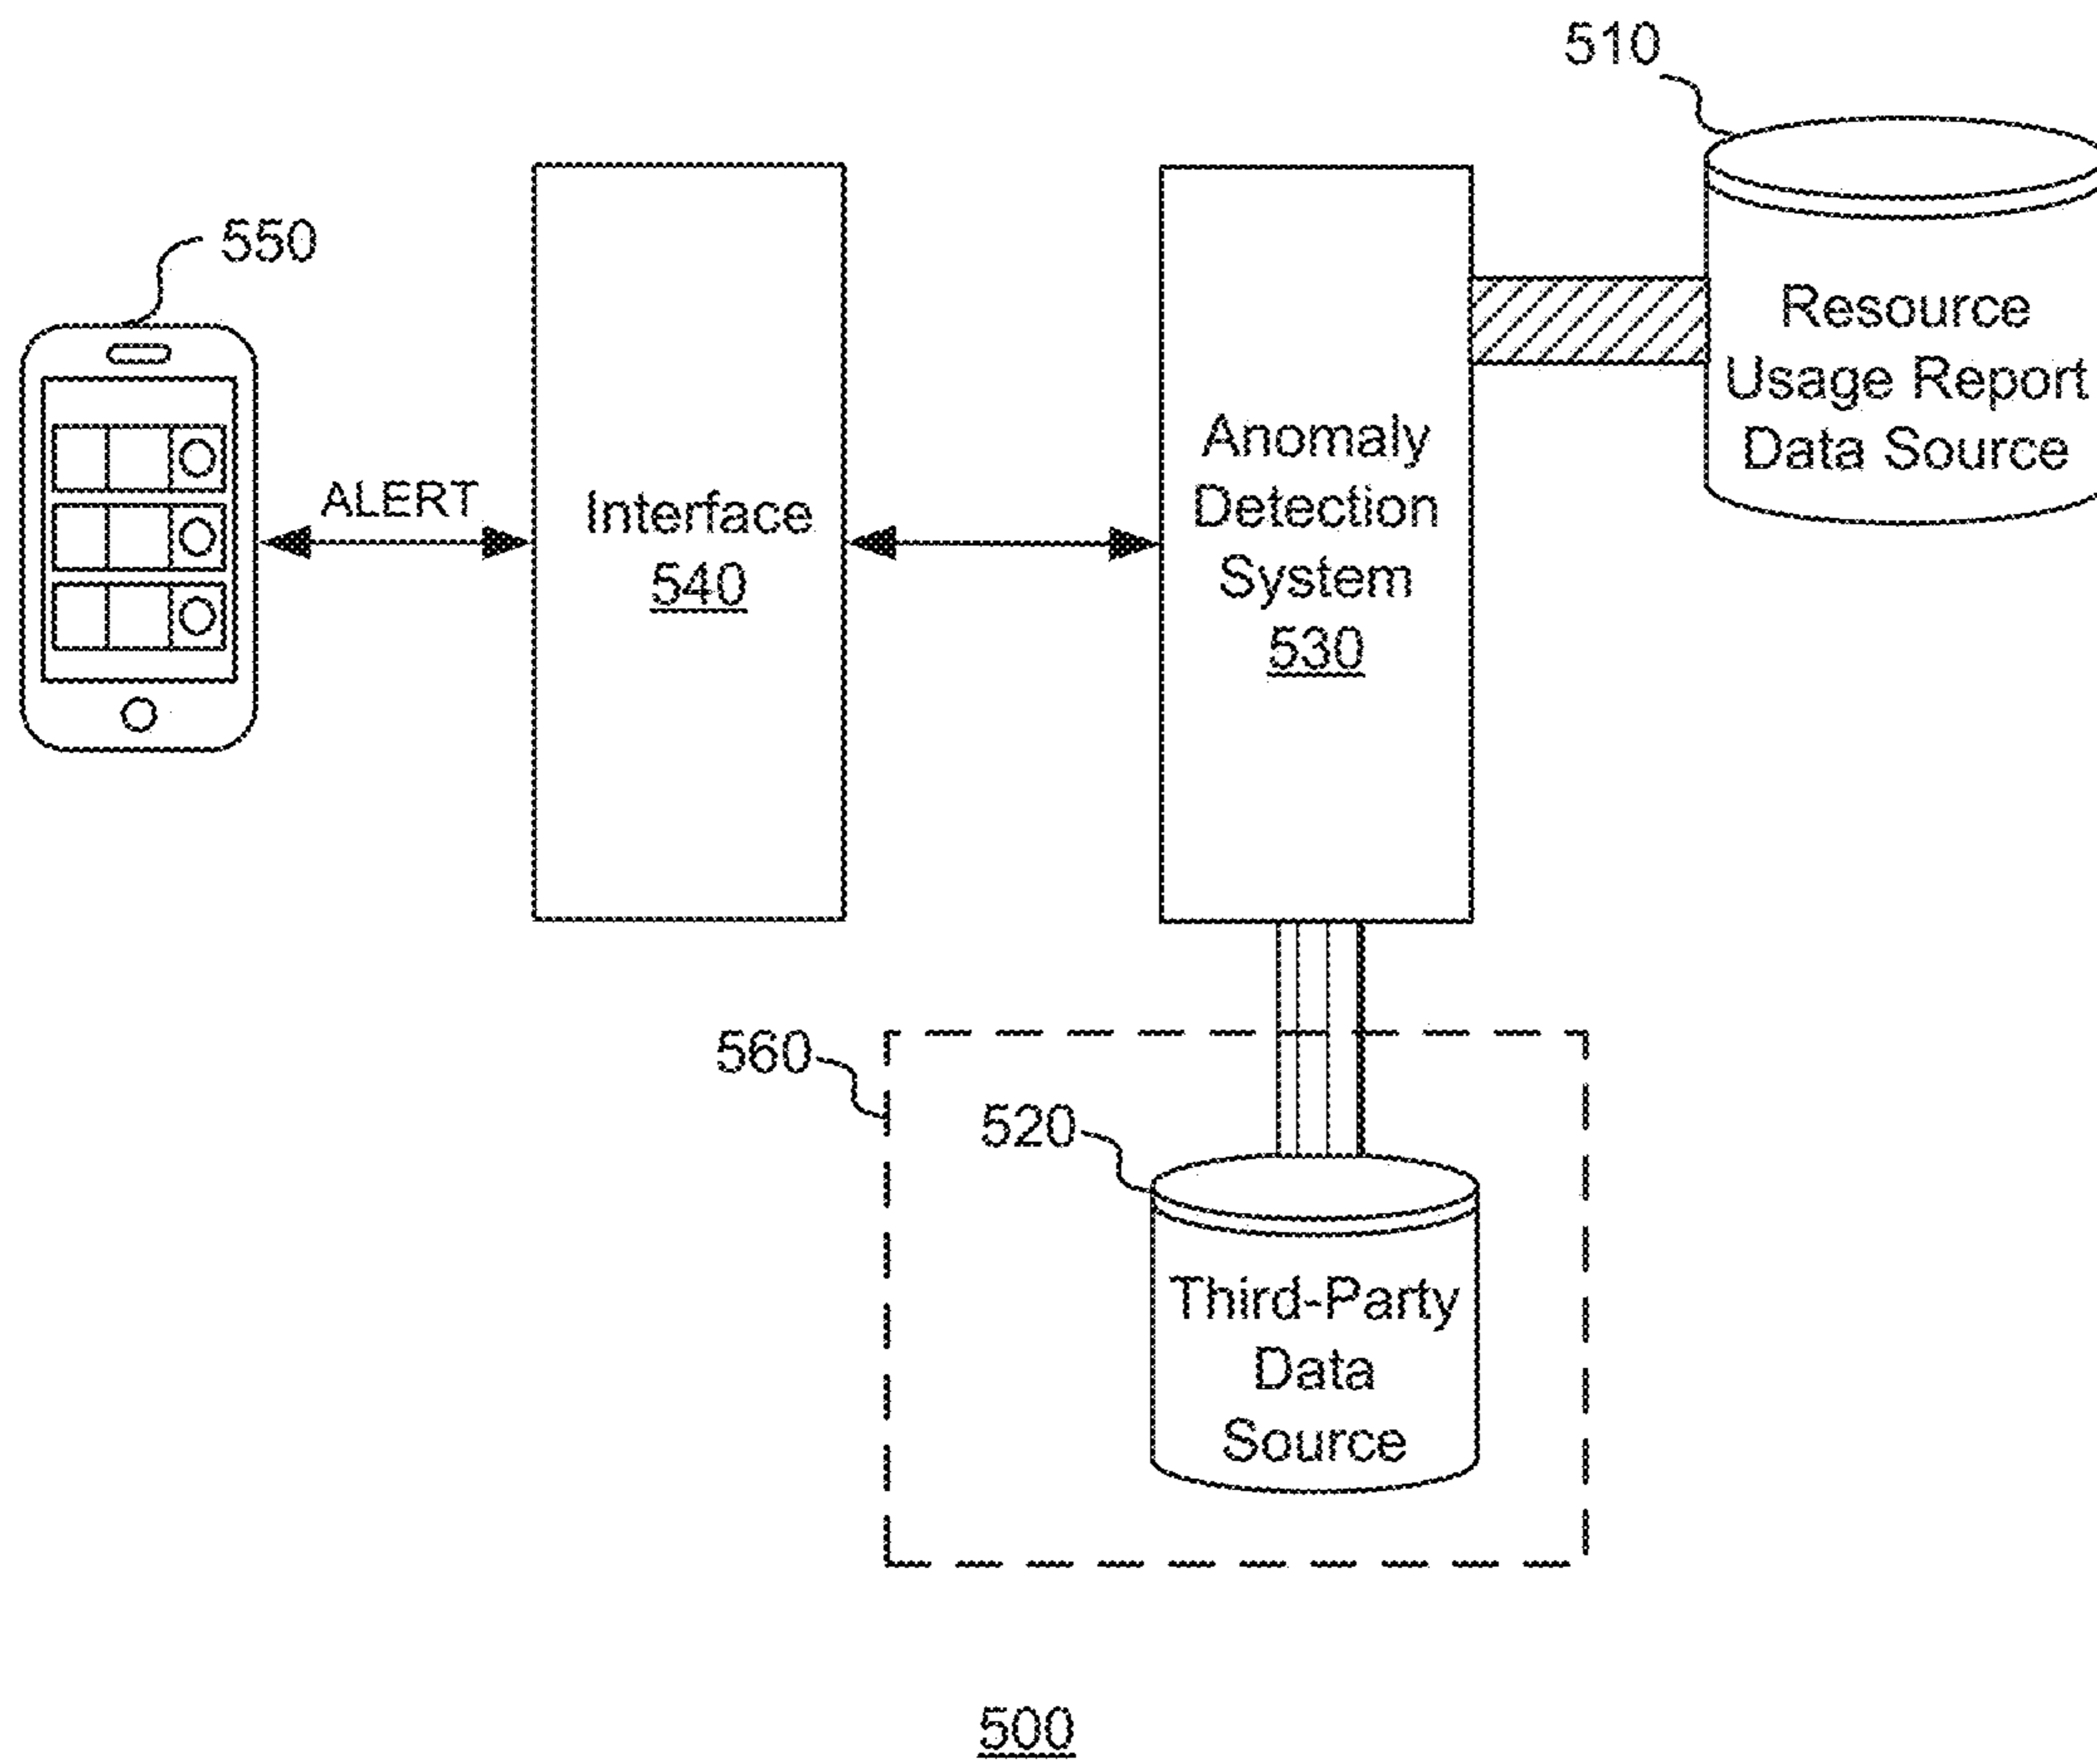 510
Resource
Usage Report
Data Source
550
ALERT
Interface
540
Anomaly
Detection
System
530
560
520
Third-Party
Data
Source
500